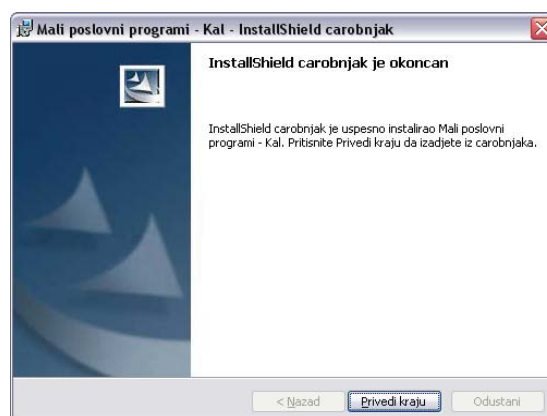 Mali poslovni programi - Kal - InstallShield carobnjak
InstallShield carobnjak je okoncan
InstallShield carobnjak je uspesno instalirao Mali poslovni
programi - Kal. Pritisnite Privedi kraju da izadjete iz carobnjaka.
< Nazad
Privedi kraju
Odustani